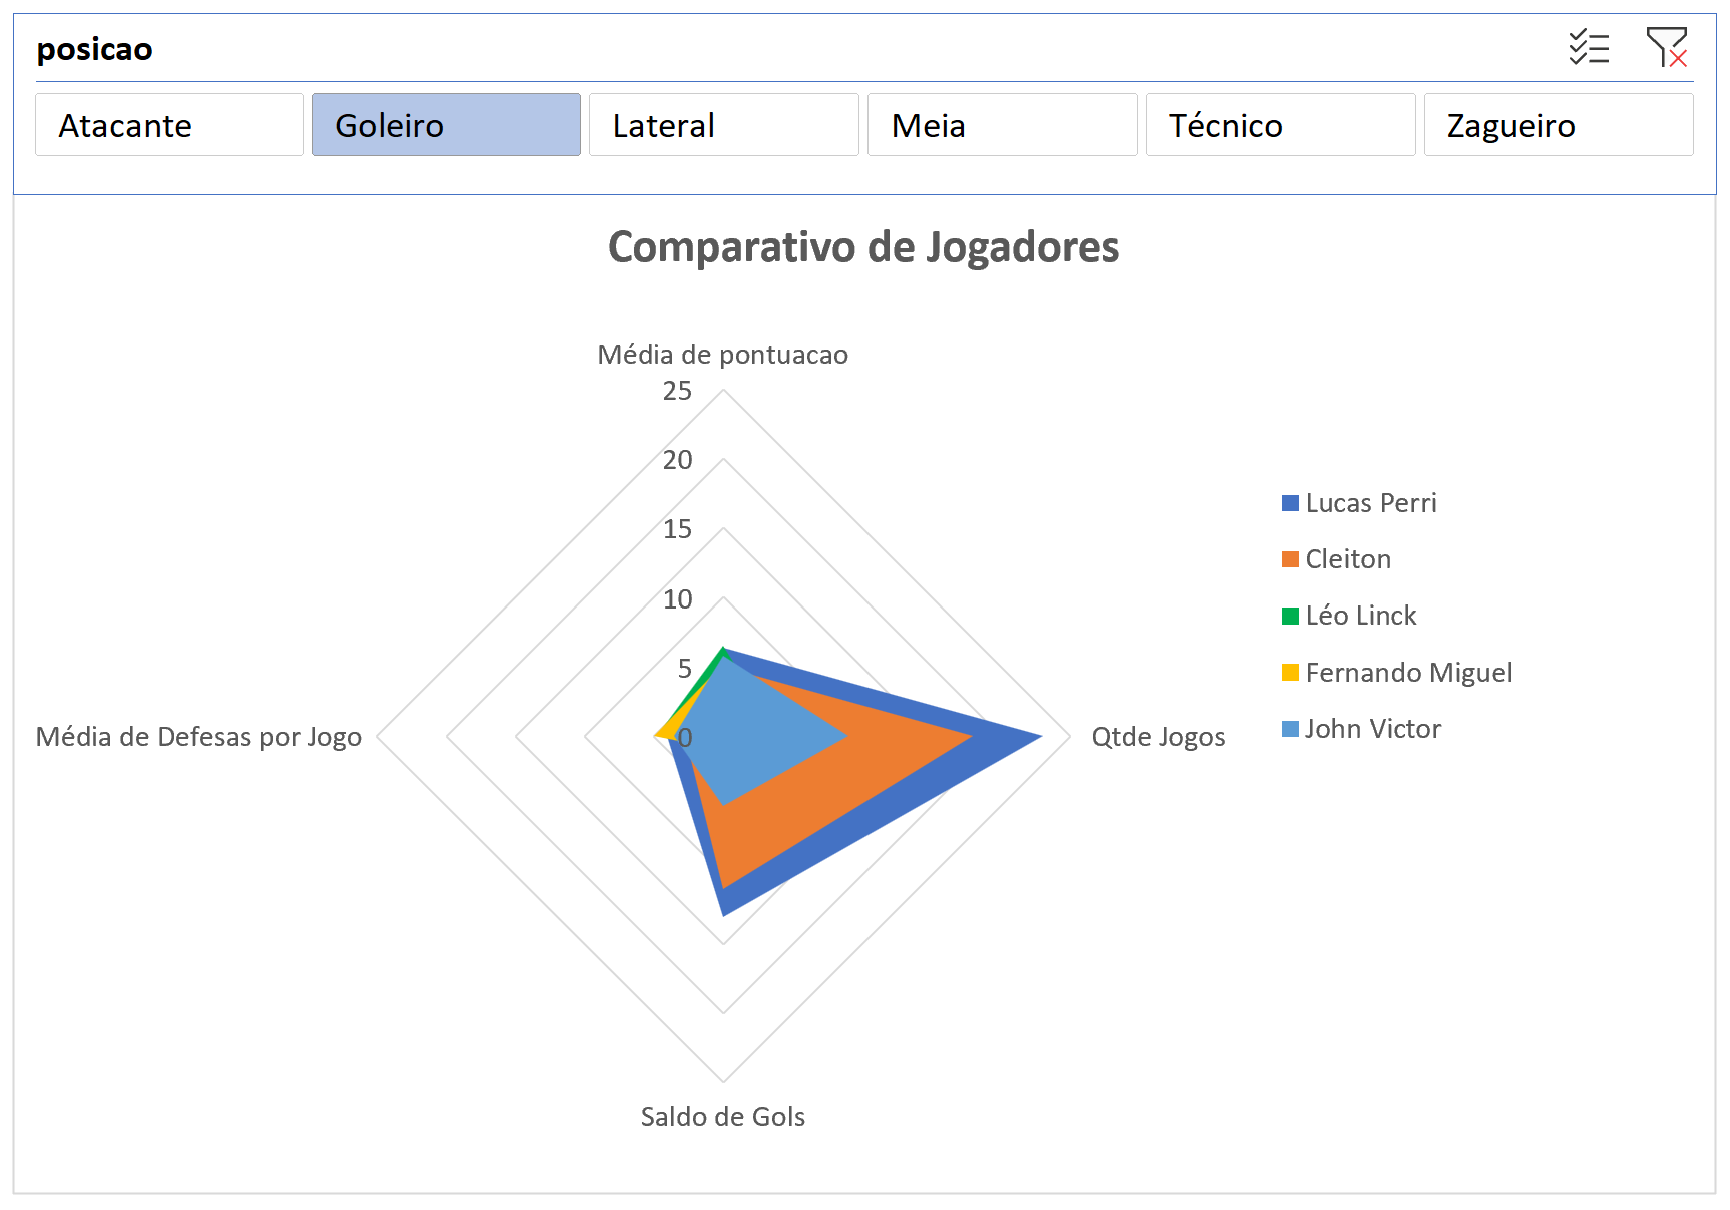 posicao
Atacante Goleiro Lateral Meia Técnico Zagueiro
Comparativo de Jogadores
Média de pontuacao
25
20
15
10
5
0
Média de Defesas por Jogo
Qtde Jogos
Saldo de Gols
Lucas Perri
Cleiton
Léo Linck
Fernando Miguel
John Victor